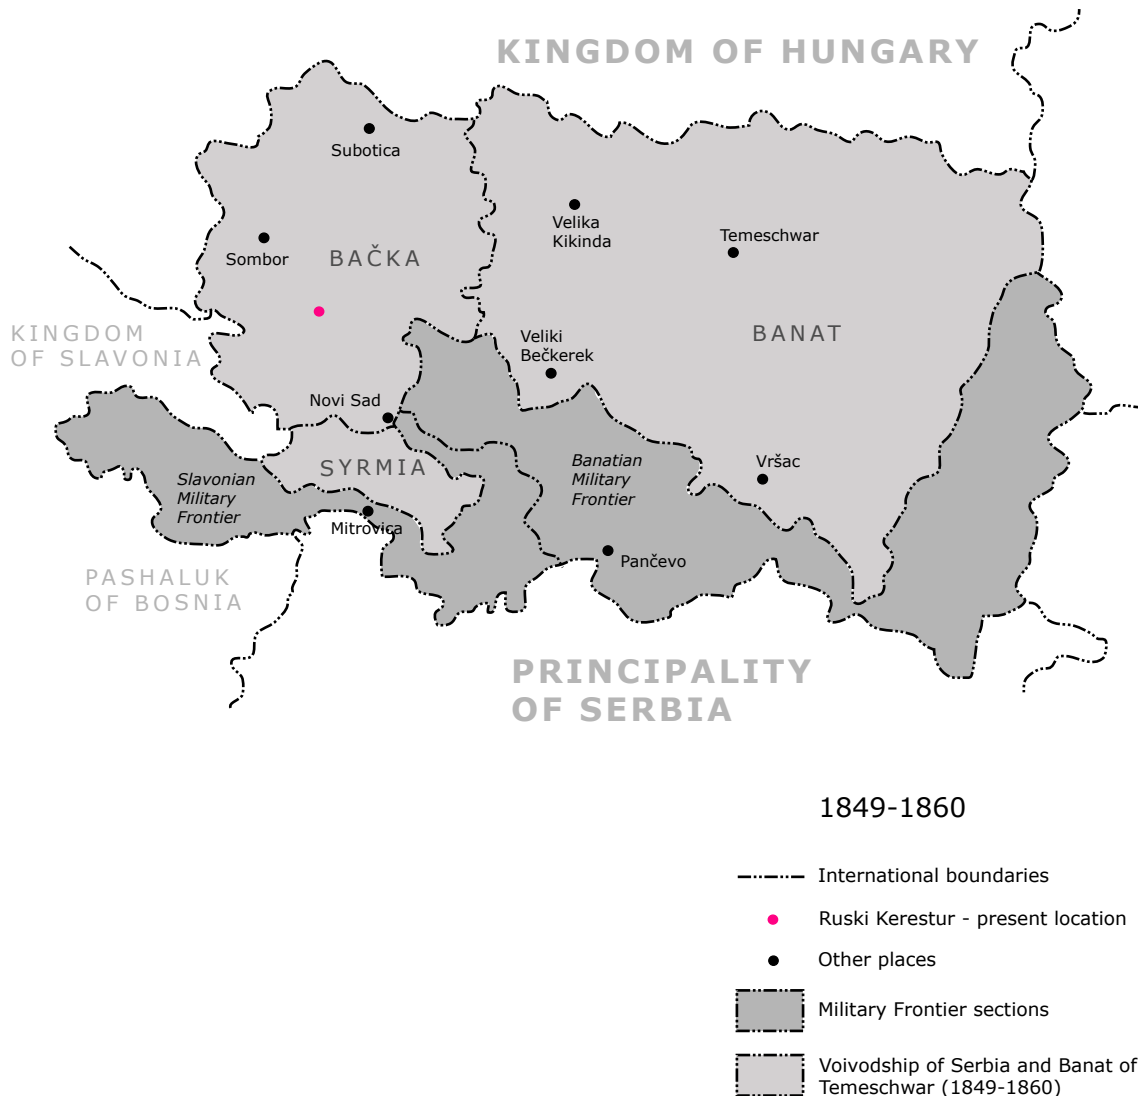 KINGDOM OF HUNGARY
Subotica
Velika
Kikinda
Temeschwar
Sombor
BAČKA
KINGDOM
OF SLAVONIA
Veliki
Bečkerek
BANAT
Novi Sad
SYRMIA
Slavonian
Military
Frontier
Banatian
Military
Frontier
Vršac
Mitrovica
Pančevo
PASHALUK
OF BOSNIA
PRINCIPALITY
OF SERBIA
1849-1860
International boundaries
Ruski Kerestur - present location
Other places
Military Frontier sections
Voivodship of Serbia and Banat of
Temeschwar (1849-1860)